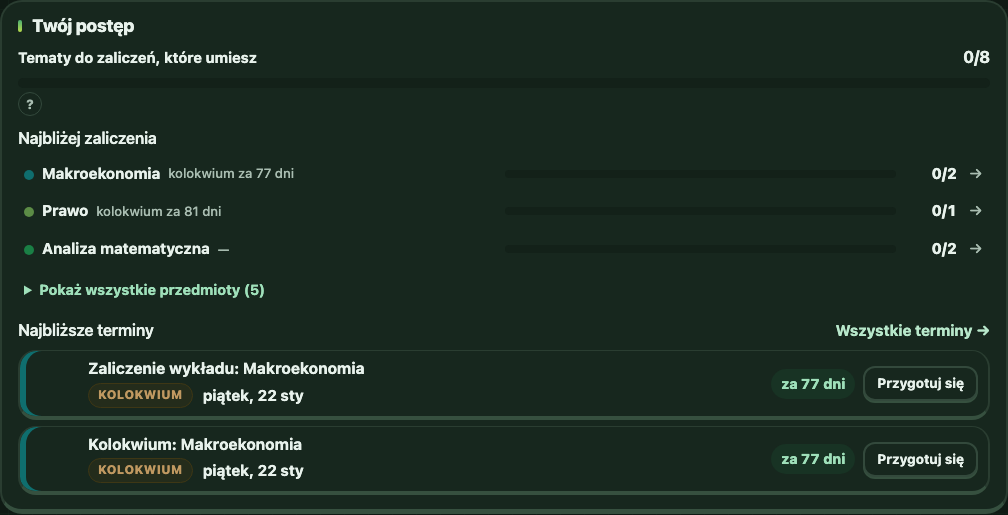 Twój postęp
Tematy do zaliczeń, które umiesz 0/8
?
Najbliżej zaliczenia
Makroekonomia kolokwium za 77 dni 0/2 →
Prawo kolokwium za 81 dni 0/1 →
Analiza matematyczna — 0/2 →
▶ Pokaż wszystkie przedmioty (5)
Najbliższe terminy Wszystkie terminy →
Zaliczenie wykładu: Makroekonomia
KOLOKWIUM piątek, 22 sty za 77 dni Przygotuj się
Kolokwium: Makroekonomia
KOLOKWIUM piątek, 22 sty za 77 dni Przygotuj się